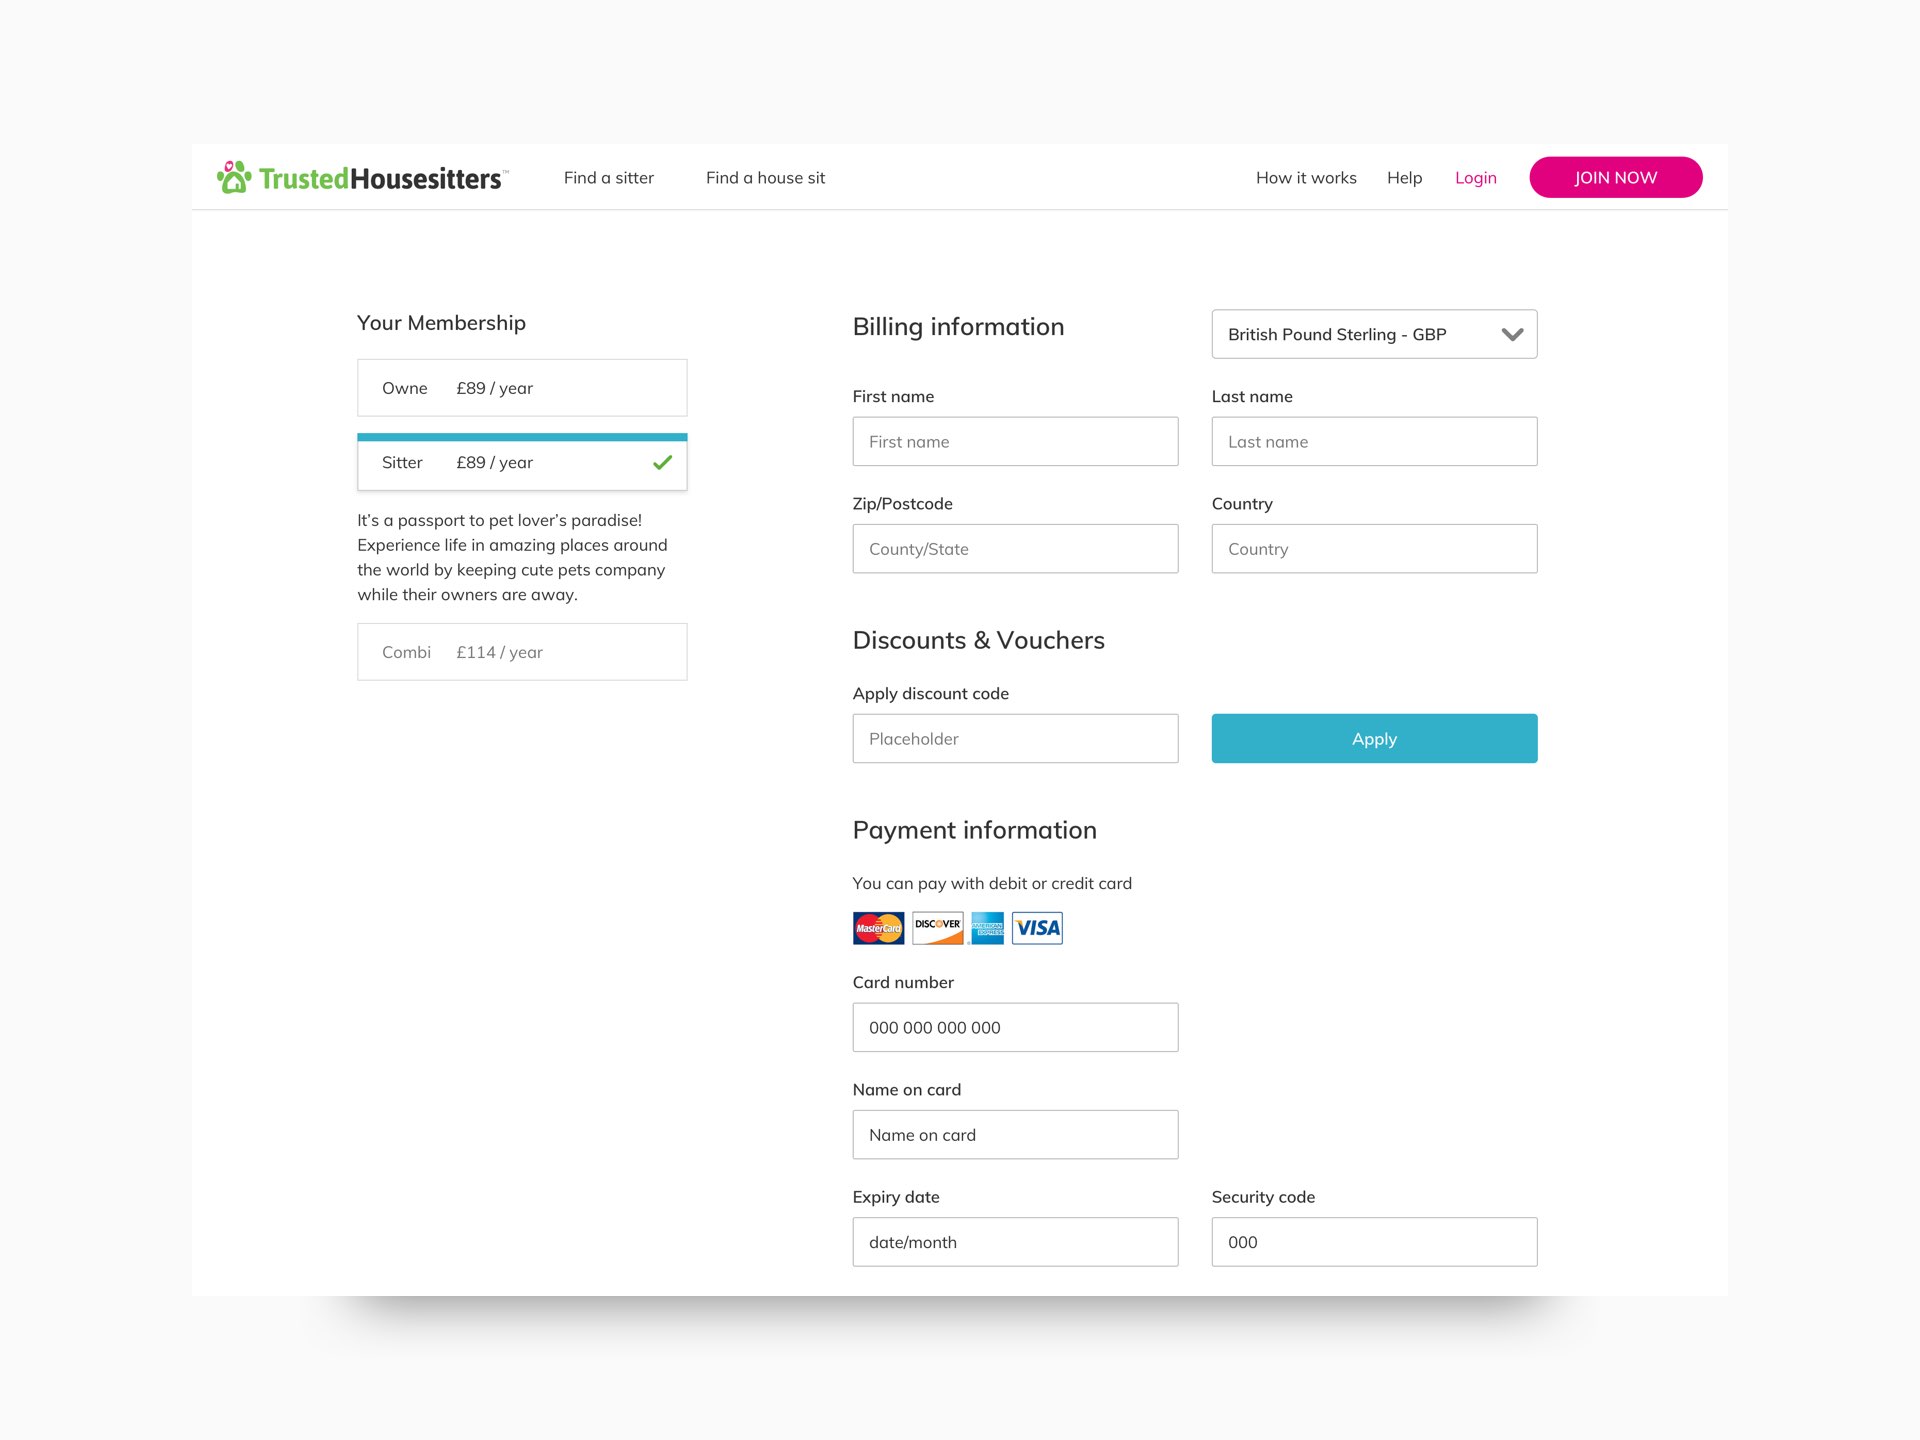 TrustedHousesitters™
Find a sitter
Find a house sit
How it works
Help
Login
JOIN NOW
Your Membership
Owne £89 / year
Sitter £89 / year
It’s a passport to pet lover’s paradise!
Experience life in amazing places around
the world by keeping cute pets company
while their owners are away.
Combi £114 / year
Billing information
British Pound Sterling - GBP
First name
Last name
First name
Last name
Zip/Postcode
Country
County/State
Country
Discounts & Vouchers
Apply discount code
Placeholder
Apply
Payment information
You can pay with debit or credit card
MasterCard
DISCOVER
AMERICAN
EXPRESS
VISA
Card number
000 000 000 000
Name on card
Name on card
Expiry date
Security code
date/month
000